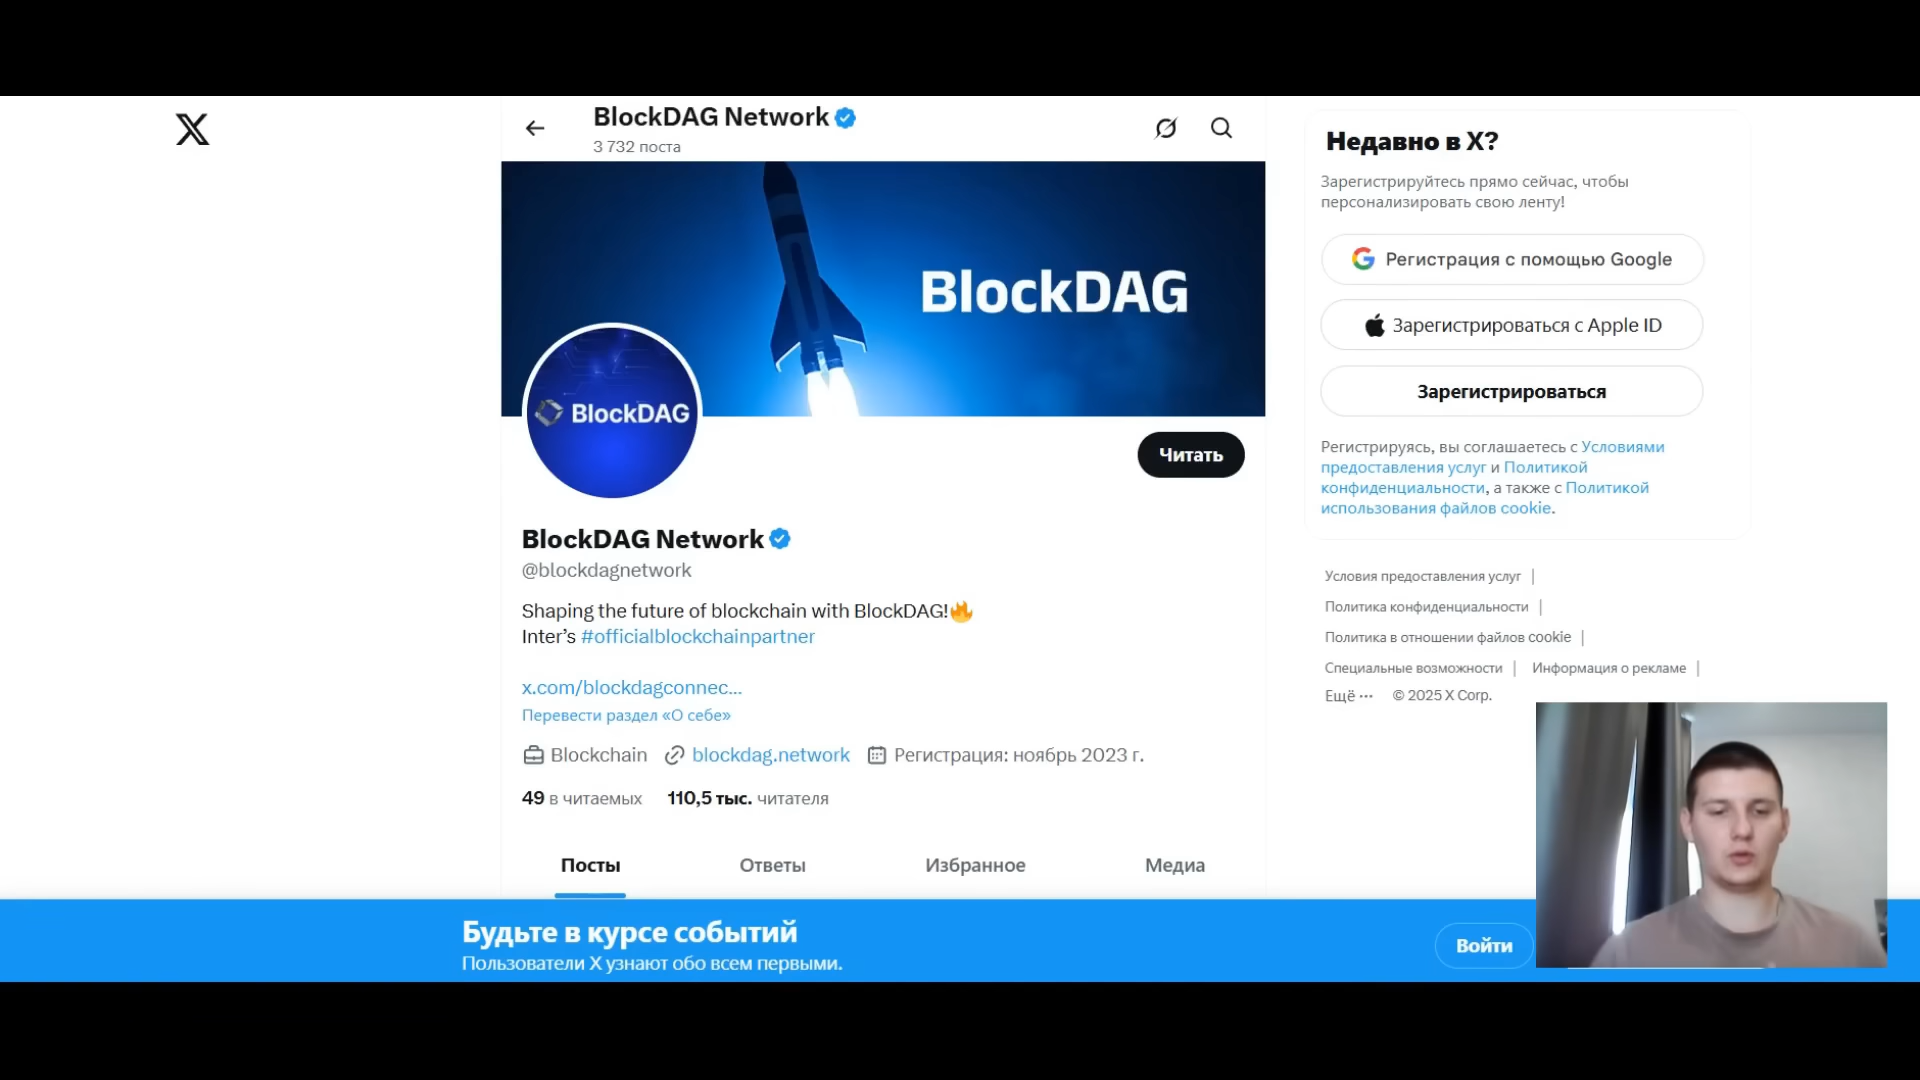 BlockDAG Network
3 732 поста
BlockDAG
BlockDAG
Читать
BlockDAG Network
@blockdagnetwork
Shaping the future of blockchain with BlockDAG!🔥
Inter’s #officialblockchainpartner
x.com/blockdagconnec...
Перевести раздел «О себе»
Blockchain blockdag.network Регистрация: ноябрь 2023 г.
49 в читаемых 110,5 тыс. читателя
Посты Ответы Избранное Медиа
Недавно в X?
Зарегистрируйтесь прямо сейчас, чтобы
персонализировать свою ленту!
Регистрация с помощью Google
Зарегистрироваться с Apple ID
Зарегистрироваться
Регистрируясь, вы соглашаетесь с Условиями
предоставления услуг и Политикой
конфиденциальности, а также с Политикой
использования файлов cookie.
Условия предоставления услуг |
Политика конфиденциальности |
Политика в отношении файлов cookie |
Специальные возможности | Информация о рекламе |
Ещё ··· © 2025 X Corp.
Будьте в курсе событий
Пользователи X узнают обо всем первыми.
Войти